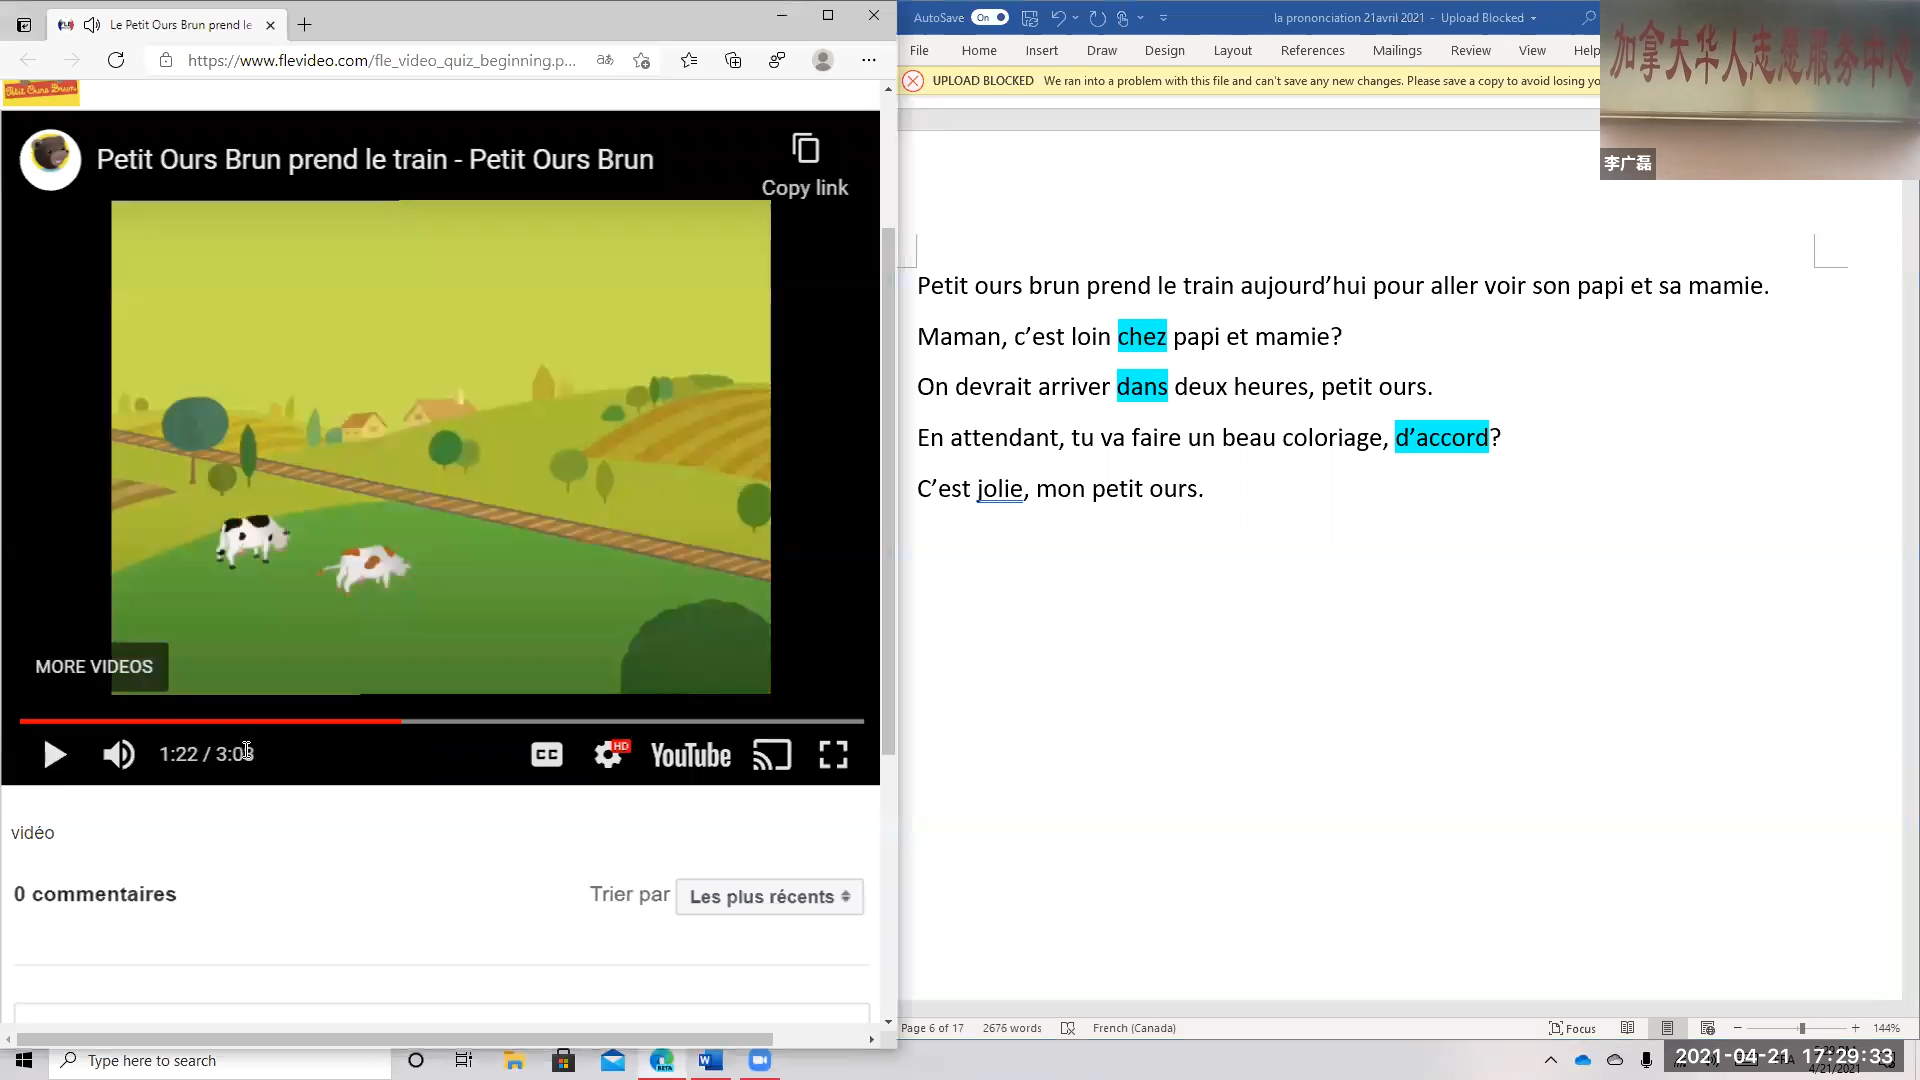 Le Petit Ours Brun prend le
https://www.flevideo.com/fle_video_quiz_beginning.p...
Petit Ours Brun
Petit Ours Brun prend le train - Petit Ours Brun
Copy link
MORE VIDEOS
1:22 / 3:03
CC
HD
YouTube
vidéo
0 commentaires
Trier par
Les plus récents
AutoSave On
la prononciation 21avril 2021 - Upload Blocked
File Home Insert Draw Design Layout References Mailings Review View Help
UPLOAD BLOCKED We ran into a problem with this file and can't save any new changes. Please save a copy to avoid losing yo
加拿大华人志愿服务中心
李广磊
Petit ours brun prend le train aujourd’hui pour aller voir son papi et sa mamie.
Maman, c’est loin chez papi et mamie?
On devrait arriver dans deux heures, petit ours.
En attendant, tu va faire un beau coloriage, d’accord?
C’est jolie, mon petit ours.
Page 6 of 17 2676 words French (Canada)
Focus
144%
Type here to search
BETA
2021-04-21 17:29:33
4/21/2021